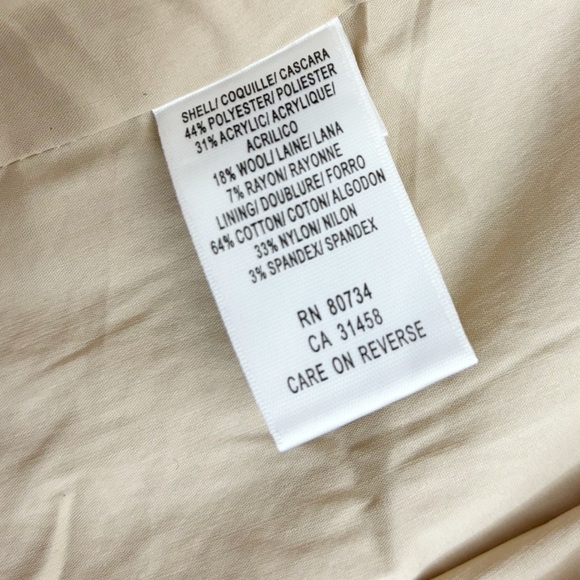 SHELL/ COQUILLE/ CASCARA
44% POLYESTER/ POLIESTER
31% ACRYLIC/ ACRYLIQUE/
ACRILICO
18% WOOL/ LAINE/ LANA
7% RAYON/ RAYONNE
LINING/ DOUBLURE/ FORRO
64% COTTON/ COTON/ ALGODON
33% NYLON/ NILON
3% SPANDEX/ SPANDEX
RN 80734
CA 31458
CARE ON REVERSE